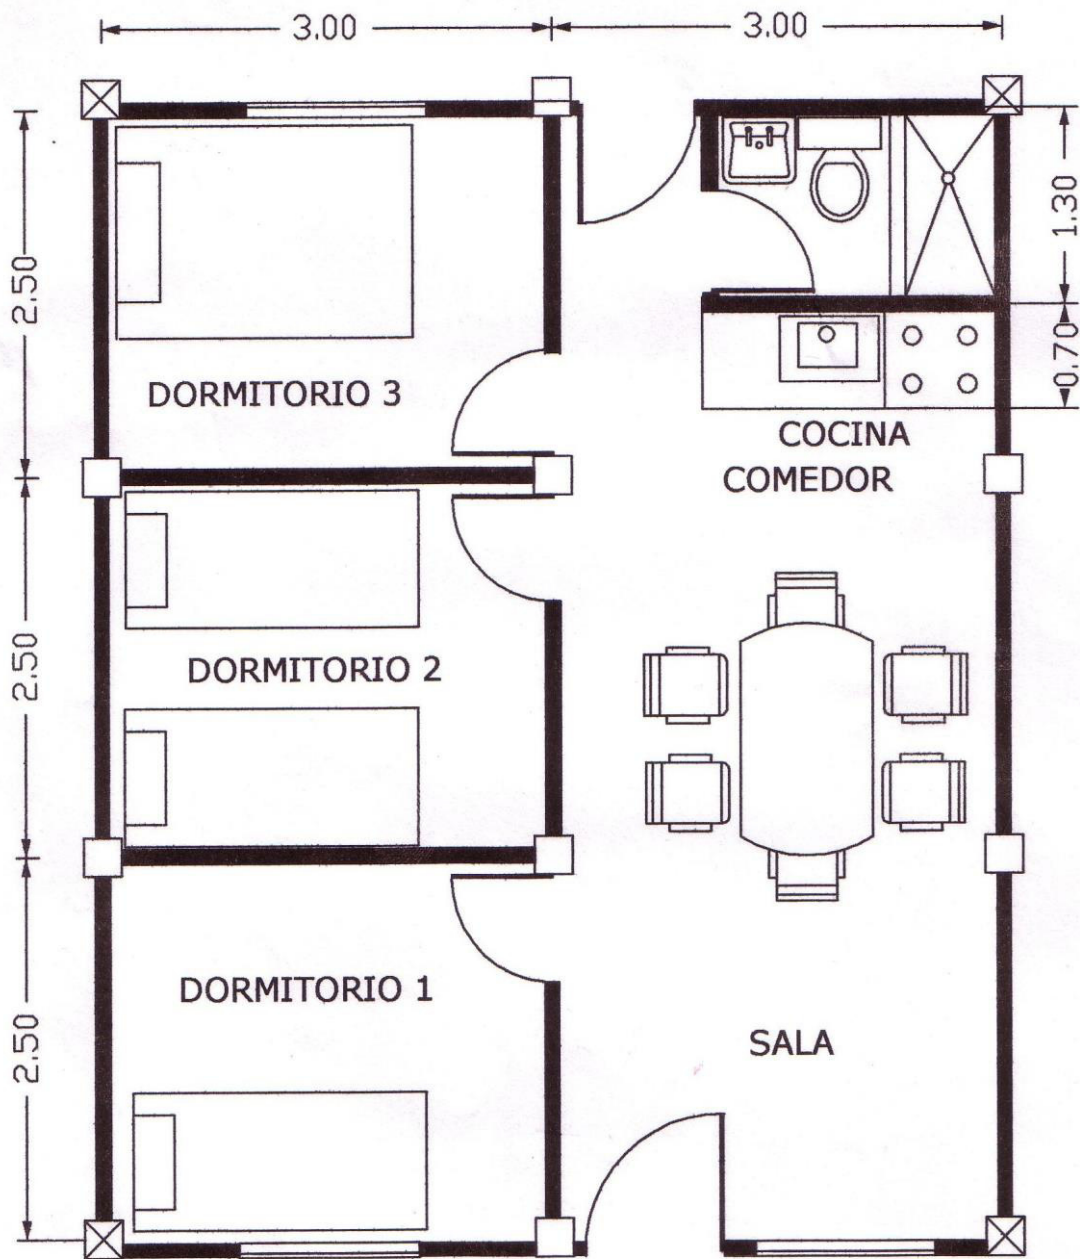 3.00
3.00
2.50
1.30
0.70
DORMITORIO 3
COCINA
COMEDOR
2.50
DORMITORIO 2
2.50
DORMITORIO 1
SALA